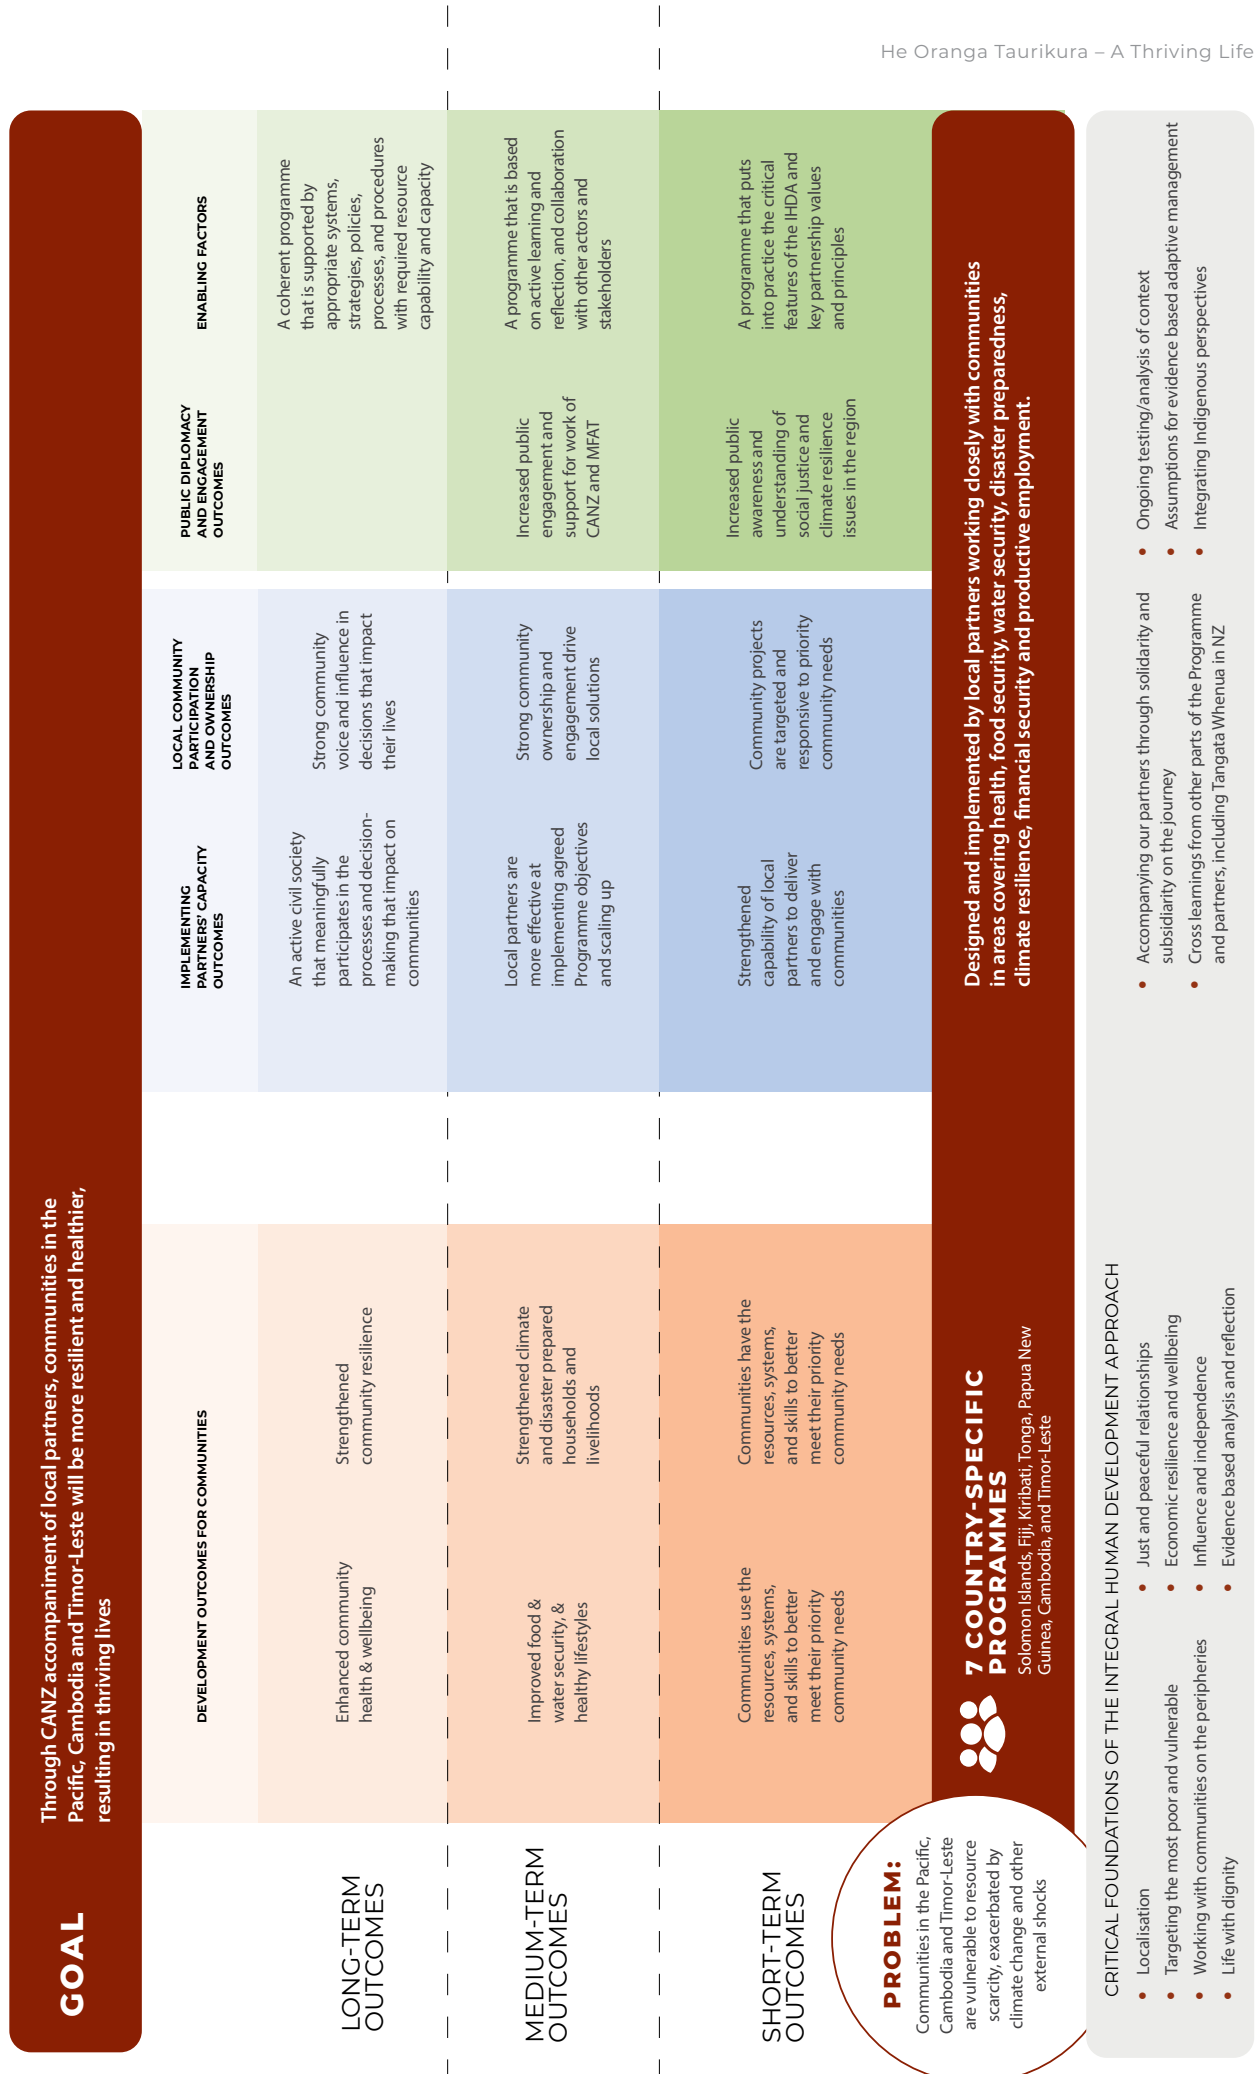 He Oranga Taurikura – A Thriving Life
GOAL
Through CANZ accompaniment of local partners, communities in the
Pacific, Cambodia and Timor-Leste will be more resilient and healthier,
resulting in thriving lives
DEVELOPMENT OUTCOMES FOR COMMUNITIES
IMPLEMENTING
PARTNERS' CAPACITY
OUTCOMES
LOCAL COMMUNITY
PARTICIPATION
AND OWNERSHIP
OUTCOMES
PUBLIC DIPLOMACY
AND ENGAGEMENT
OUTCOMES
ENABLING FACTORS
LONG-TERM
OUTCOMES
Enhanced community
health & wellbeing
Strengthened
community resilience
An active civil society
that meaningfully
participates in the
processes and decision-
making that impact on
communities
Strong community
voice and influence in
decisions that impact
their lives
A coherent programme
that is supported by
appropriate systems,
strategies, policies,
processes, and procedures
with required resource
capability and capacity
MEDIUM-TERM
OUTCOMES
Improved food &
water security, &
healthy lifestyles
Strengthened climate
and disaster prepared
households and
livelihoods
Local partners are
more effective at
implementing agreed
Programme objectives
and scaling up
Strong community
ownership and
engagement drive
local solutions
Increased public
engagement and
support for work of
CANZ and MFAT
A programme that is based
on active learning and
reflection, and collaboration
with other actors and
stakeholders
SHORT-TERM
OUTCOMES
Communities use the
resources, systems,
and skills to better
meet their priority
community needs
Communities have the
resources, systems,
and skills to better
meet their priority
community needs
Strengthened
capability of local
partners to deliver
and engage with
communities
Community projects
are targeted and
responsive to priority
community needs
Increased public
awareness and
understanding of
social justice and
climate resilience
issues in the region
A programme that puts
into practice the critical
features of the IHDA and
key partnership values
and principles
PROBLEM:
Communities in the Pacific,
Cambodia and Timor-Leste
are vulnerable to resource
scarcity, exacerbated by
climate change and other
external shocks
7 COUNTRY-SPECIFIC
PROGRAMMES
Solomon Islands, Fiji, Kiribati, Tonga, Papua New
Guinea, Cambodia, and Timor-Leste
Designed and implemented by local partners working closely with communities
in areas covering health, food security, water security, disaster preparedness,
climate resilience, financial security and productive employment.
CRITICAL FOUNDATIONS OF THE INTEGRAL HUMAN DEVELOPMENT APPROACH
• Localisation
• Targeting the most poor and vulnerable
• Working with communities on the peripheries
• Life with dignity
• Just and peaceful relationships
• Economic resilience and wellbeing
• Influence and independence
• Evidence based analysis and reflection
• Accompanying our partners through solidarity and
subsidiarity on the journey
• Cross learnings from other parts of the Programme
and partners, including Tangata Whenua in NZ
• Ongoing testing/analysis of context
• Assumptions for evidence based adaptive management
• Integrating Indigenous perspectives